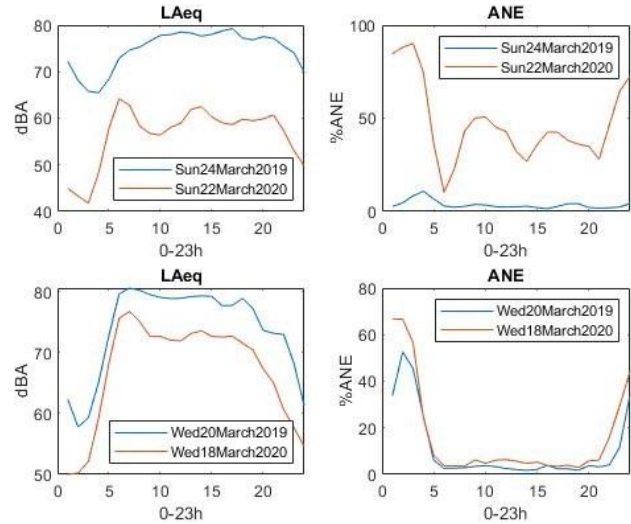 LAeq
80
70
60
50
40
dBA
Sun24March2019
Sun22March2020
0 5 10 15 20
0-23h
ANE
100
50
0
%ANE
Sun24March2019
Sun22March2020
0 5 10 15 20
0-23h
LAeq
80
70
60
50
dBA
Wed20March2019
Wed18March2020
0 5 10 15 20
0-23h
ANE
80
60
40
20
0
%ANE
Wed20March2019
Wed18March2020
0 5 10 15 20
0-23h